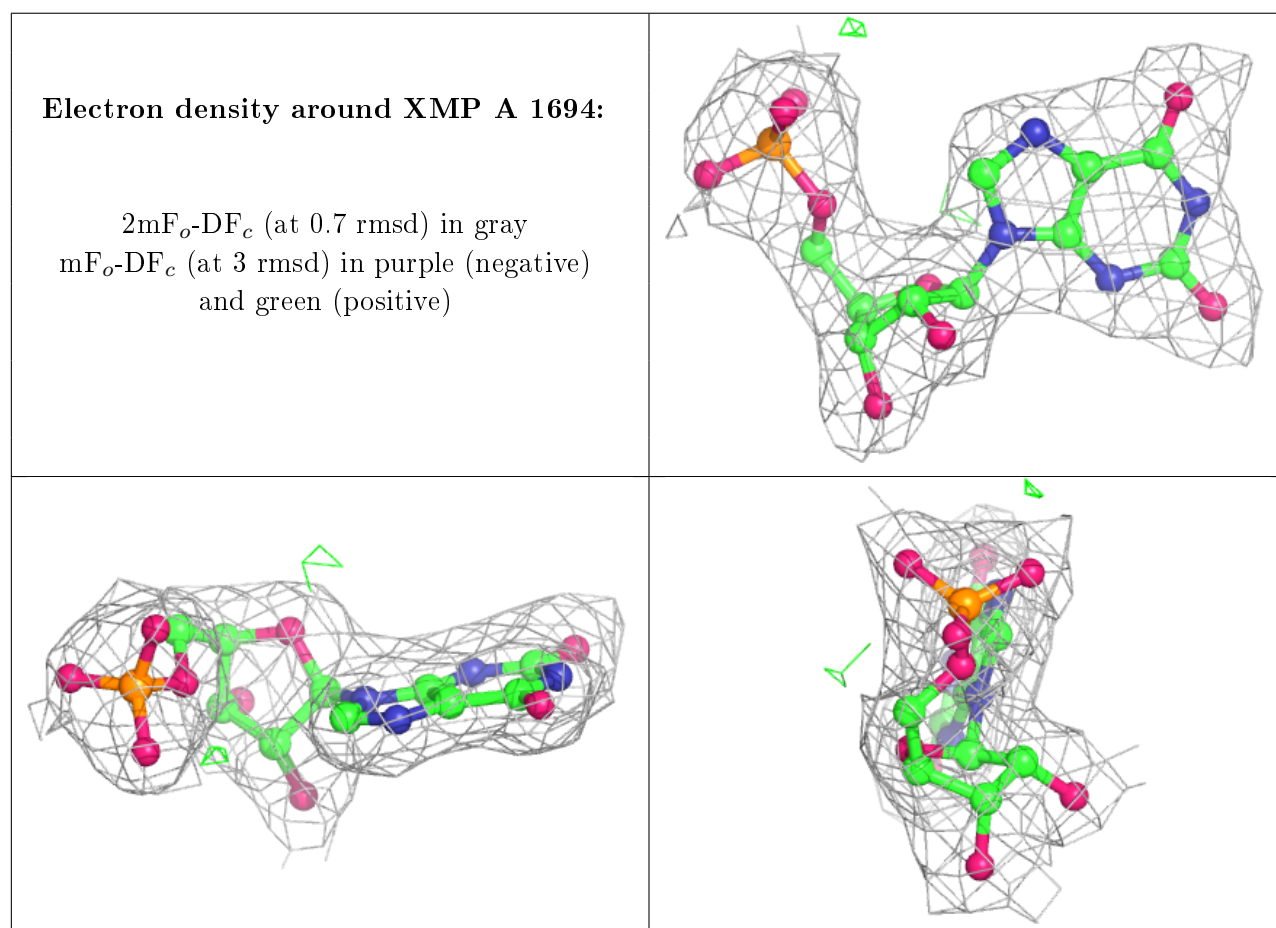 Electron density around XMP A 1694:
2mFₒ-DF𝒸 (at 0.7 rmsd) in gray
mFₒ-DF𝒸 (at 3 rmsd) in purple (negative)
and green (positive)